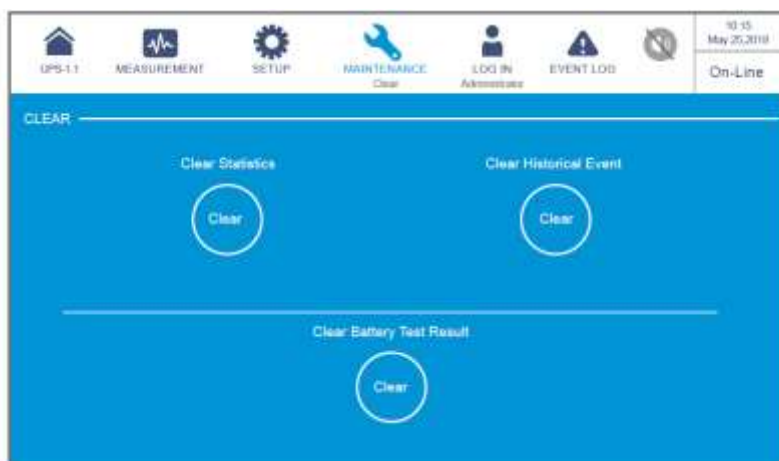 10:15
May 25,2018
UPS-1.1
MEASUREMENT
SETUP
MAINTENANCE
Clear
LOG IN
Administrator
EVENT LOG
On-Line
CLEAR
Clear Statistics
Clear Historical Event
Clear
Clear
Clear Battery Test Result
Clear